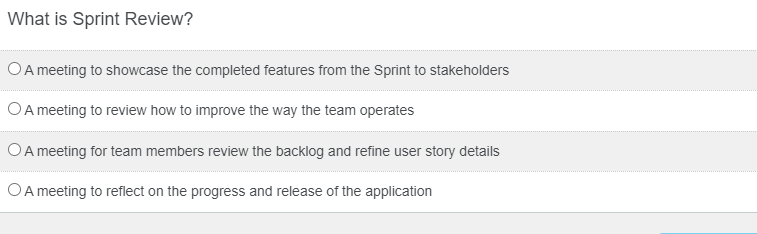 What is Sprint Review?
A meeting to showcase the completed features from the Sprint to stakeholders
A meeting to review how to improve the way the team operates
A meeting for team members review the backlog and refine user story details
A meeting to reflect on the progress and release of the application